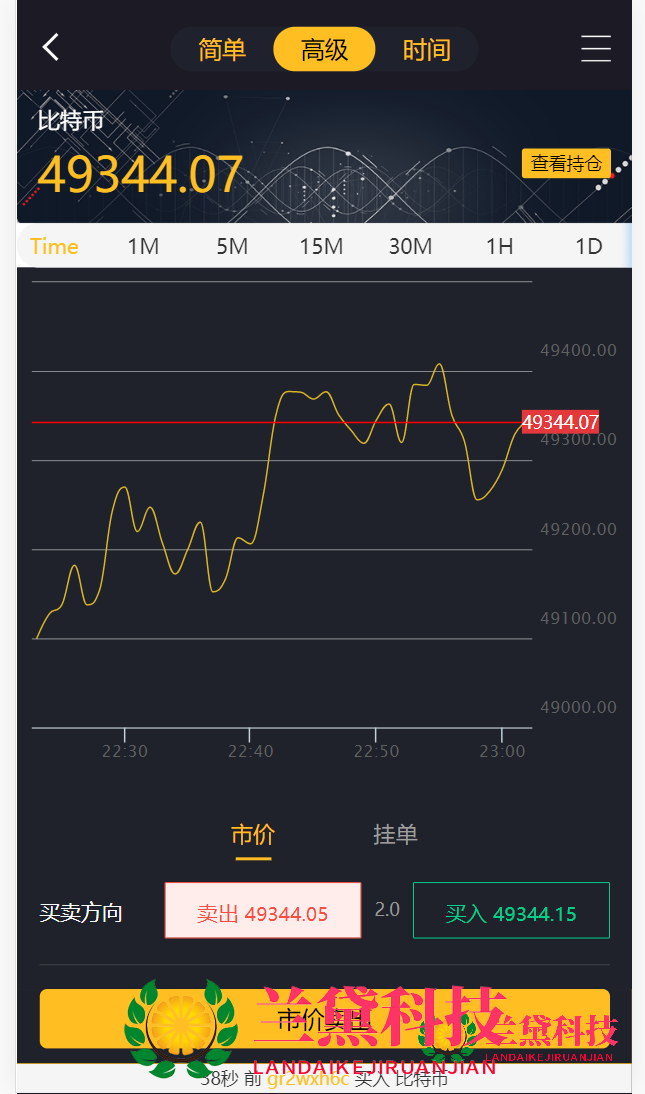 简单 高级 时间
比特币
49344.07
查看持仓
Time 1M 5M 15M 30M 1H 1D
49400.00
49344.07
49300.00
49200.00
49100.00
49000.00
22:30 22:40 22:50 23:00
市价 挂单
买卖方向 卖出 49344.05 2.0 买入 49344.15
市价卖出
兰黛科技
LANDAIKEJIRUANJIAN
兰黛科技
LANDAIKEJIRUANJIAN
38秒 前 gr2wxh6c 买入 比特币